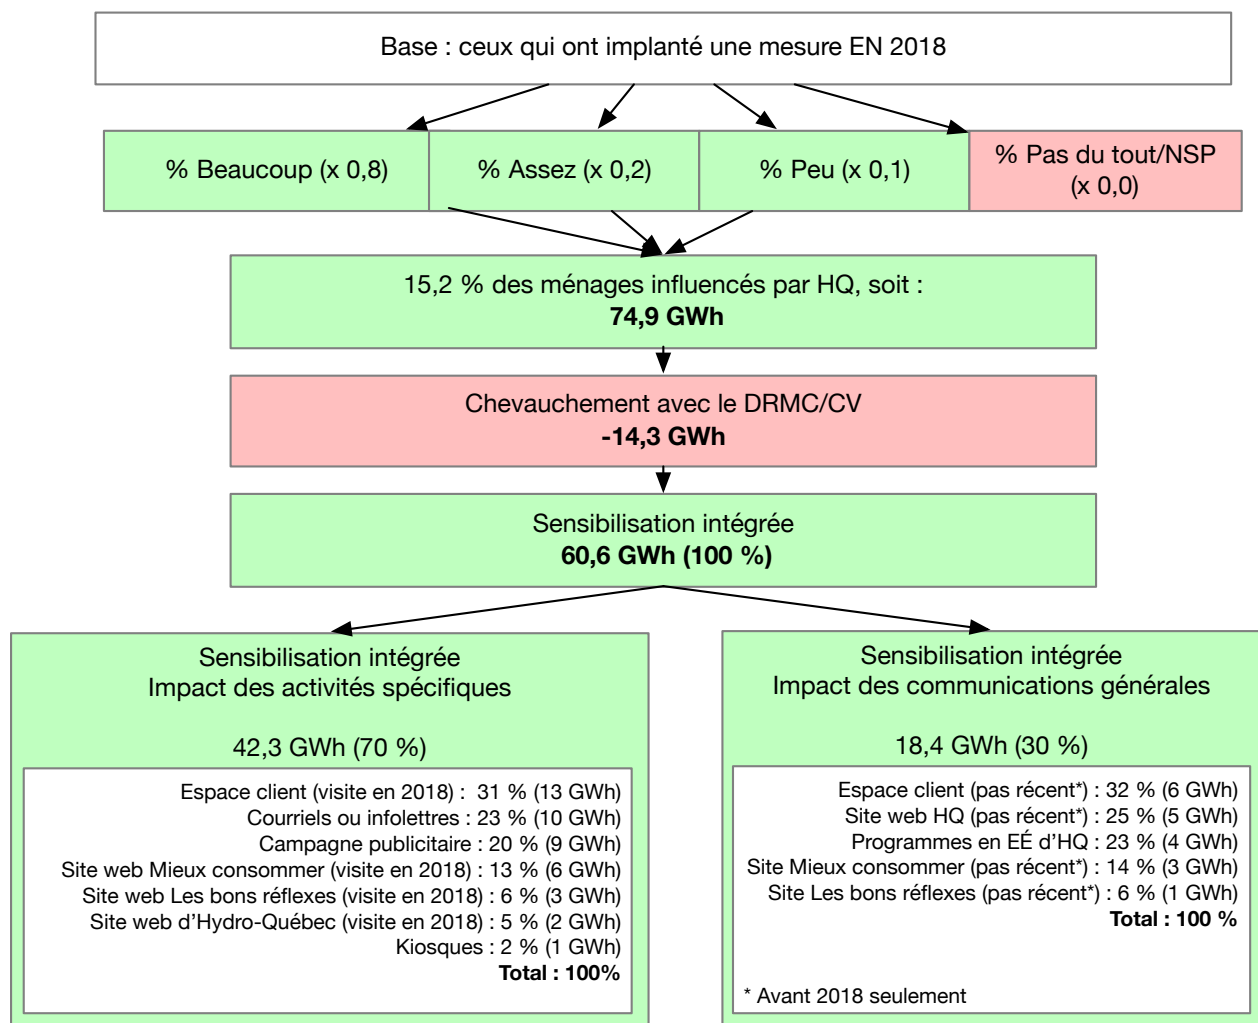 Base : ceux qui ont implanté une mesure EN 2018
% Beaucoup (x 0,8)
% Assez (x 0,2)
% Peu (x 0,1)
% Pas du tout/NSP
(x 0,0)
15,2 % des ménages influencés par HQ, soit :
74,9 GWh
Chevauchement avec le DRMC/CV
-14,3 GWh
Sensibilisation intégrée
60,6 GWh (100 %)
Sensibilisation intégrée
Impact des activités spécifiques
42,3 GWh (70 %)
Espace client (visite en 2018) :  31 % (13 GWh)
Courriels ou infolettres : 23 % (10 GWh)
Campagne publicitaire : 20 % (9 GWh)
Site web Mieux consommer (visite en 2018) : 13 % (6 GWh)
Site web Les bons réflexes (visite en 2018) : 6 % (3 GWh)
Site web d'Hydro-Québec (visite en 2018) : 5 % (2 GWh)
Kiosques : 2 % (1 GWh)
Total : 100%
Sensibilisation intégrée
Impact des communications générales
18,4 GWh (30 %)
Espace client (pas récent*) : 32 % (6 GWh)
Site web HQ (pas récent*) : 25 % (5 GWh)
Programmes en EÉ d'HQ : 23 % (4 GWh)
Site Mieux consommer (pas récent*) : 14 % (3 GWh)
Site Les bons réflexes (pas récent*) : 6 % (1 GWh)
Total : 100 %
* Avant 2018 seulement